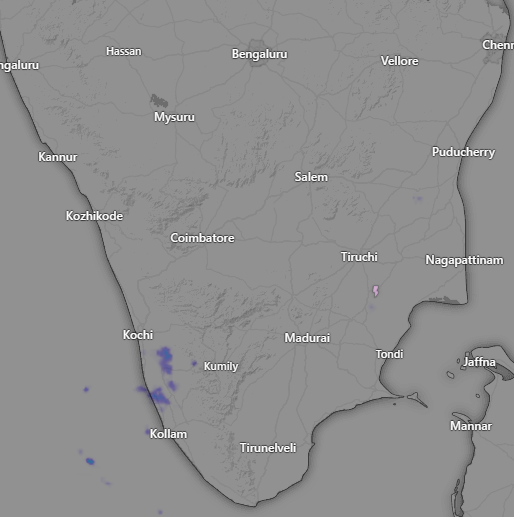 Hassan
Bengaluru
Chenn
ngaluru
Vellore
Mysuru
Kannur
Puducherry
Salem
Kozhikode
Coimbatore
Tiruchi
Nagapattinam
Kochi
Madurai
Tondi
Kumily
Jaffna
Mannar
Kollam
Tirunelveli